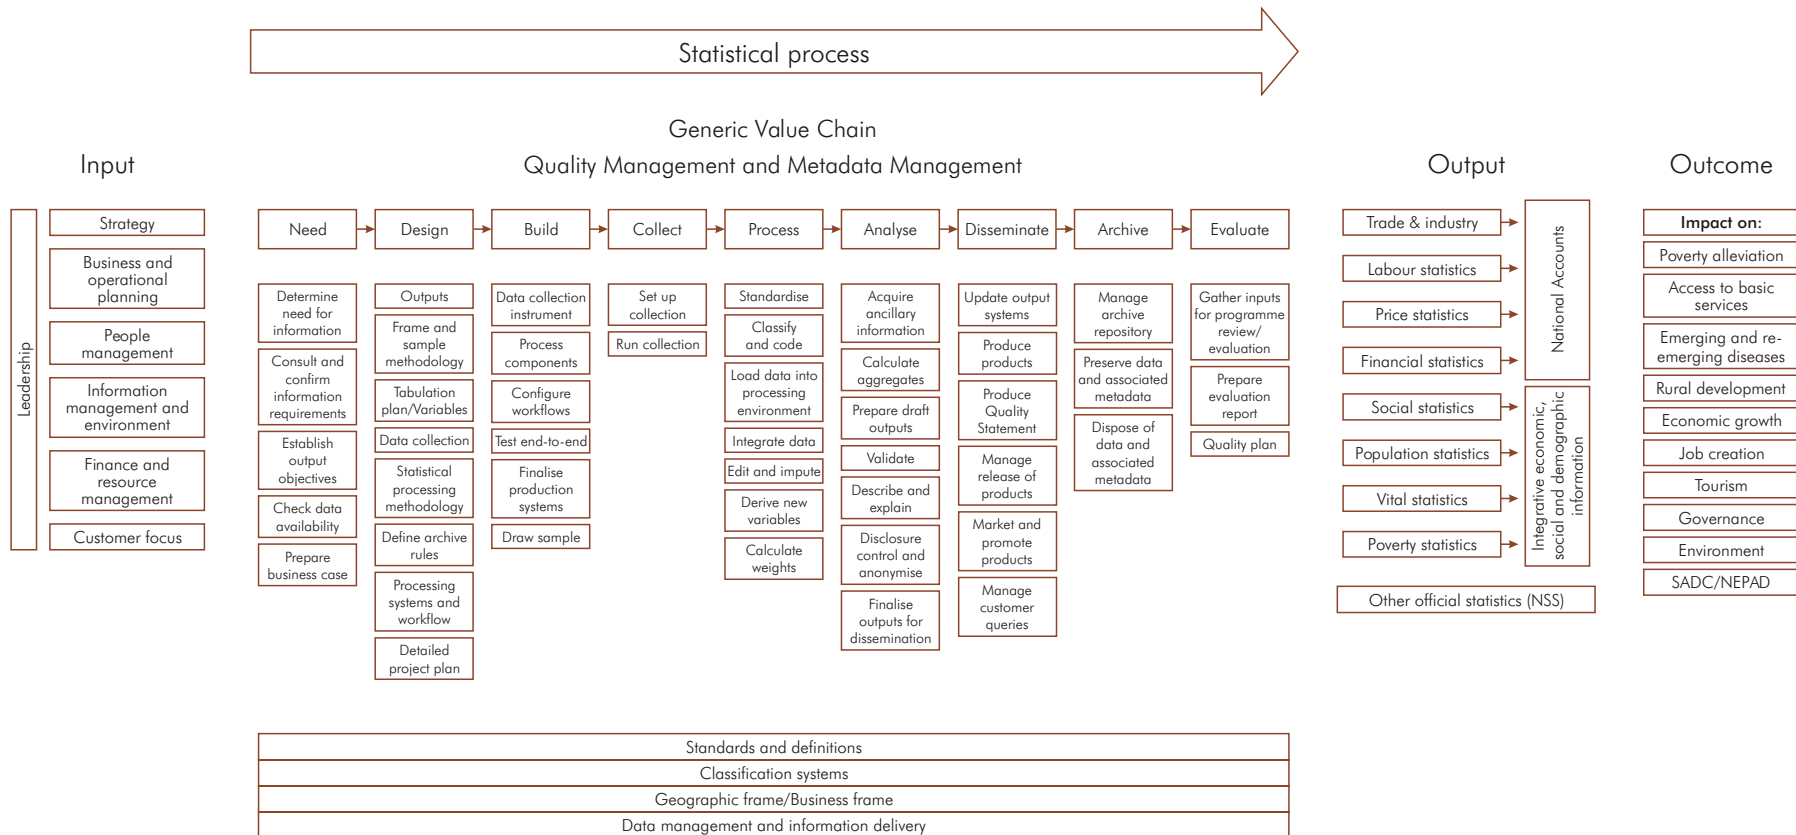 Statistical process
Generic Value Chain
Quality Management and Metadata Management
Input
Leadership
Strategy
Business and
operational
planning
People
management
Information
management and
environment
Finance and
resource
management
Customer focus
Need
Design
Build
Collect
Process
Analyse
Disseminate
Archive
Evaluate
Determine
need for
information
Consult and
confirm
information
requirements
Establish
output
objectives
Check data
availability
Prepare
business case
Outputs
Frame and
sample
methodology
Tabulation
plan/Variables
Data collection
Statistical
processing
methodology
Define archive
rules
Processing
systems and
workflow
Detailed
project plan
Data collection
instrument
Process
components
Configure
workflows
Test end-to-end
Finalise
production
systems
Draw sample
Set up
collection
Run collection
Standardise
Classify
and code
Load data into
processing
environment
Integrate data
Edit and impute
Derive new
variables
Calculate
weights
Acquire
ancillary
information
Calculate
aggregates
Prepare draft
outputs
Validate
Describe and
explain
Disclosure
control and
anonymise
Finalise
outputs for
dissemination
Update output
systems
Produce
products
Produce
Quality
Statement
Manage
release of
products
Market and
promote
products
Manage
customer
queries
Manage
archive
repository
Preserve data
and associated
metadata
Dispose of
data and
associated
metadata
Gather inputs
for programme
review/
evaluation
Prepare
evaluation
report
Quality plan
Standards and definitions
Classification systems
Geographic frame/Business frame
Data management and information delivery
Output
Trade & industry
Labour statistics
Price statistics
Financial statistics
Social statistics
Population statistics
Vital statistics
Poverty statistics
National Accounts
Integrative economic,
social and demographic
information
Other official statistics (NSS)
Outcome
Impact on:
Poverty alleviation
Access to basic
services
Emerging and re-
emerging diseases
Rural development
Economic growth
Job creation
Tourism
Governance
Environment
SADC/NEPAD